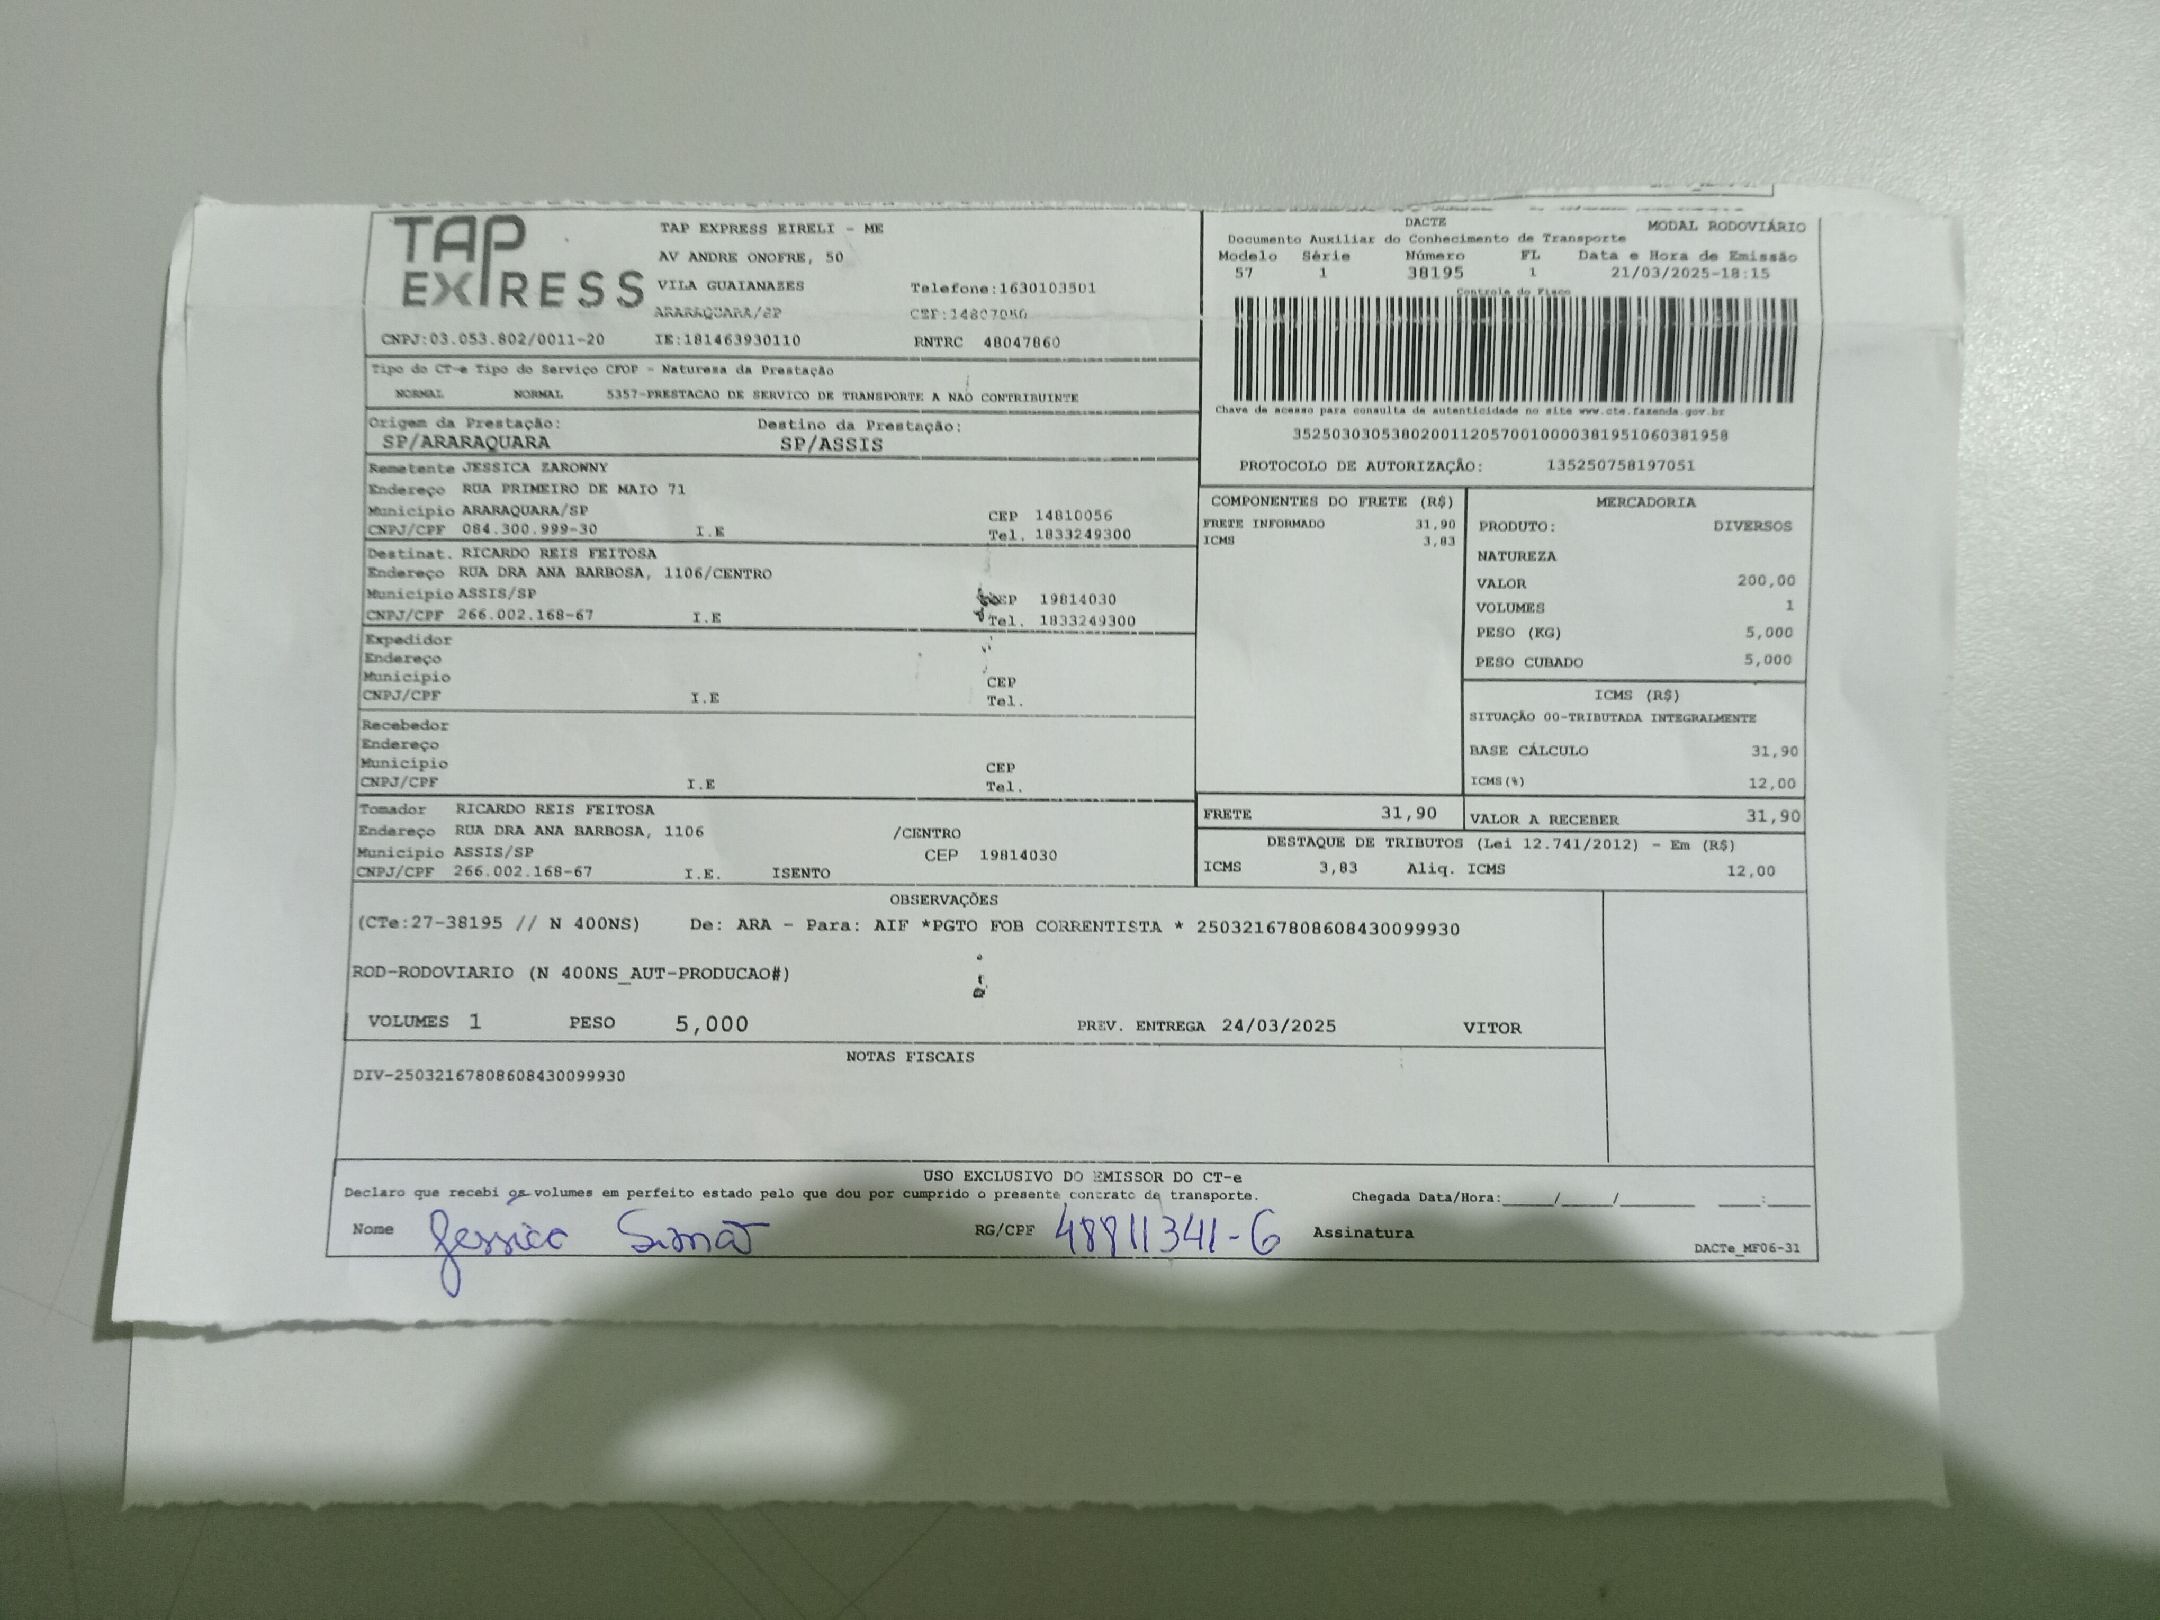 TAP
EXPRESS
TAP EXPRESS EIRELI - ME
AV ANDRE ONOFRE, 50
VILA GUAIANAZES Telefone:1630103501
ARARAQUARA/SP CEP:14807050
CNPJ:03.053.802/0011-20 IE:181463930110 RNTRC 48047860
DACTE MODAL RODOVIÁRIO
Documento Auxiliar do Conhecimento de Transporte
Modelo Série Número FL Data e Hora de Emissão
57 1 38195 1 21/03/2025-18:15
Controle do Fisco
Chave de acesso para consulta de autenticidade no site www.cte.fazenda.gov.br
35250303053802001120570010000381951060381958
PROTOCOLO DE AUTORIZAÇÃO: 135250758197051
Tipo do CT-e Tipo do Serviço CFOP - Natureza da Prestação
NORMAL NORMAL 5357-PRESTACAO DE SERVICO DE TRANSPORTE A NAO CONTRIBUINTE
Origem da Prestação: Destino da Prestação:
SP/ARARAQUARA SP/ASSIS
Remetente JESSICA ZAROWNY
Endereço RUA PRIMEIRO DE MAIO 71
Município ARARAQUARA/SP CEP 14810056
CNPJ/CPF 084.300.999-30 I.E Tel. 1833249300
Destinat. RICARDO REIS FEITOSA
Endereço RUA DRA ANA BARBOSA, 1106/CENTRO
Município ASSIS/SP CEP 19814030
CNPJ/CPF 266.002.168-67 I.E Tel. 1833249300
Expedidor
Endereço
Município CEP
CNPJ/CPF I.E Tel.
Recebedor
Endereço
Município CEP
CNPJ/CPF I.E Tel.
Tomador RICARDO REIS FEITOSA
Endereço RUA DRA ANA BARBOSA, 1106 /CENTRO
Município ASSIS/SP CEP 19814030
CNPJ/CPF 266.002.168-67 I.E. ISENTO
COMPONENTES DO FRETE (R$)
FRETE INFORMADO 31,90
ICMS 3,83
MERCADORIA
PRODUTO: DIVERSOS
NATUREZA
VALOR 200,00
VOLUMES 1
PESO (KG) 5,000
PESO CUBADO 5,000
ICMS (R$)
SITUAÇÃO 00-TRIBUTADA INTEGRALMENTE
BASE CÁLCULO 31,90
ICMS(%) 12,00
FRETE 31,90 VALOR A RECEBER 31,90
DESTAQUE DE TRIBUTOS (Lei 12.741/2012) - Em (R$)
ICMS 3,83 Aliq. ICMS 12,00
OBSERVAÇÕES
(CTe:27-38195 // N 400NS) De: ARA - Para: AIF *PGTO FOB CORRENTISTA * 25032167808608430099930
ROD-RODOVIARIO (N 400NS_AUT-PRODUCAO#)
VOLUMES 1 PESO 5,000 PREV. ENTREGA 24/03/2025 VITOR
NOTAS FISCAIS
DIV-25032167808608430099930
USO EXCLUSIVO DO EMISSOR DO CT-e
Declaro que recebi os volumes em perfeito estado pelo que dou por cumprido o presente contrato de transporte. Chegada Data/Hora:_____/_____/_______ ____:____
Nome Jessica RG/CPF 48811341-6 Assinatura
DACTe_MF06-31